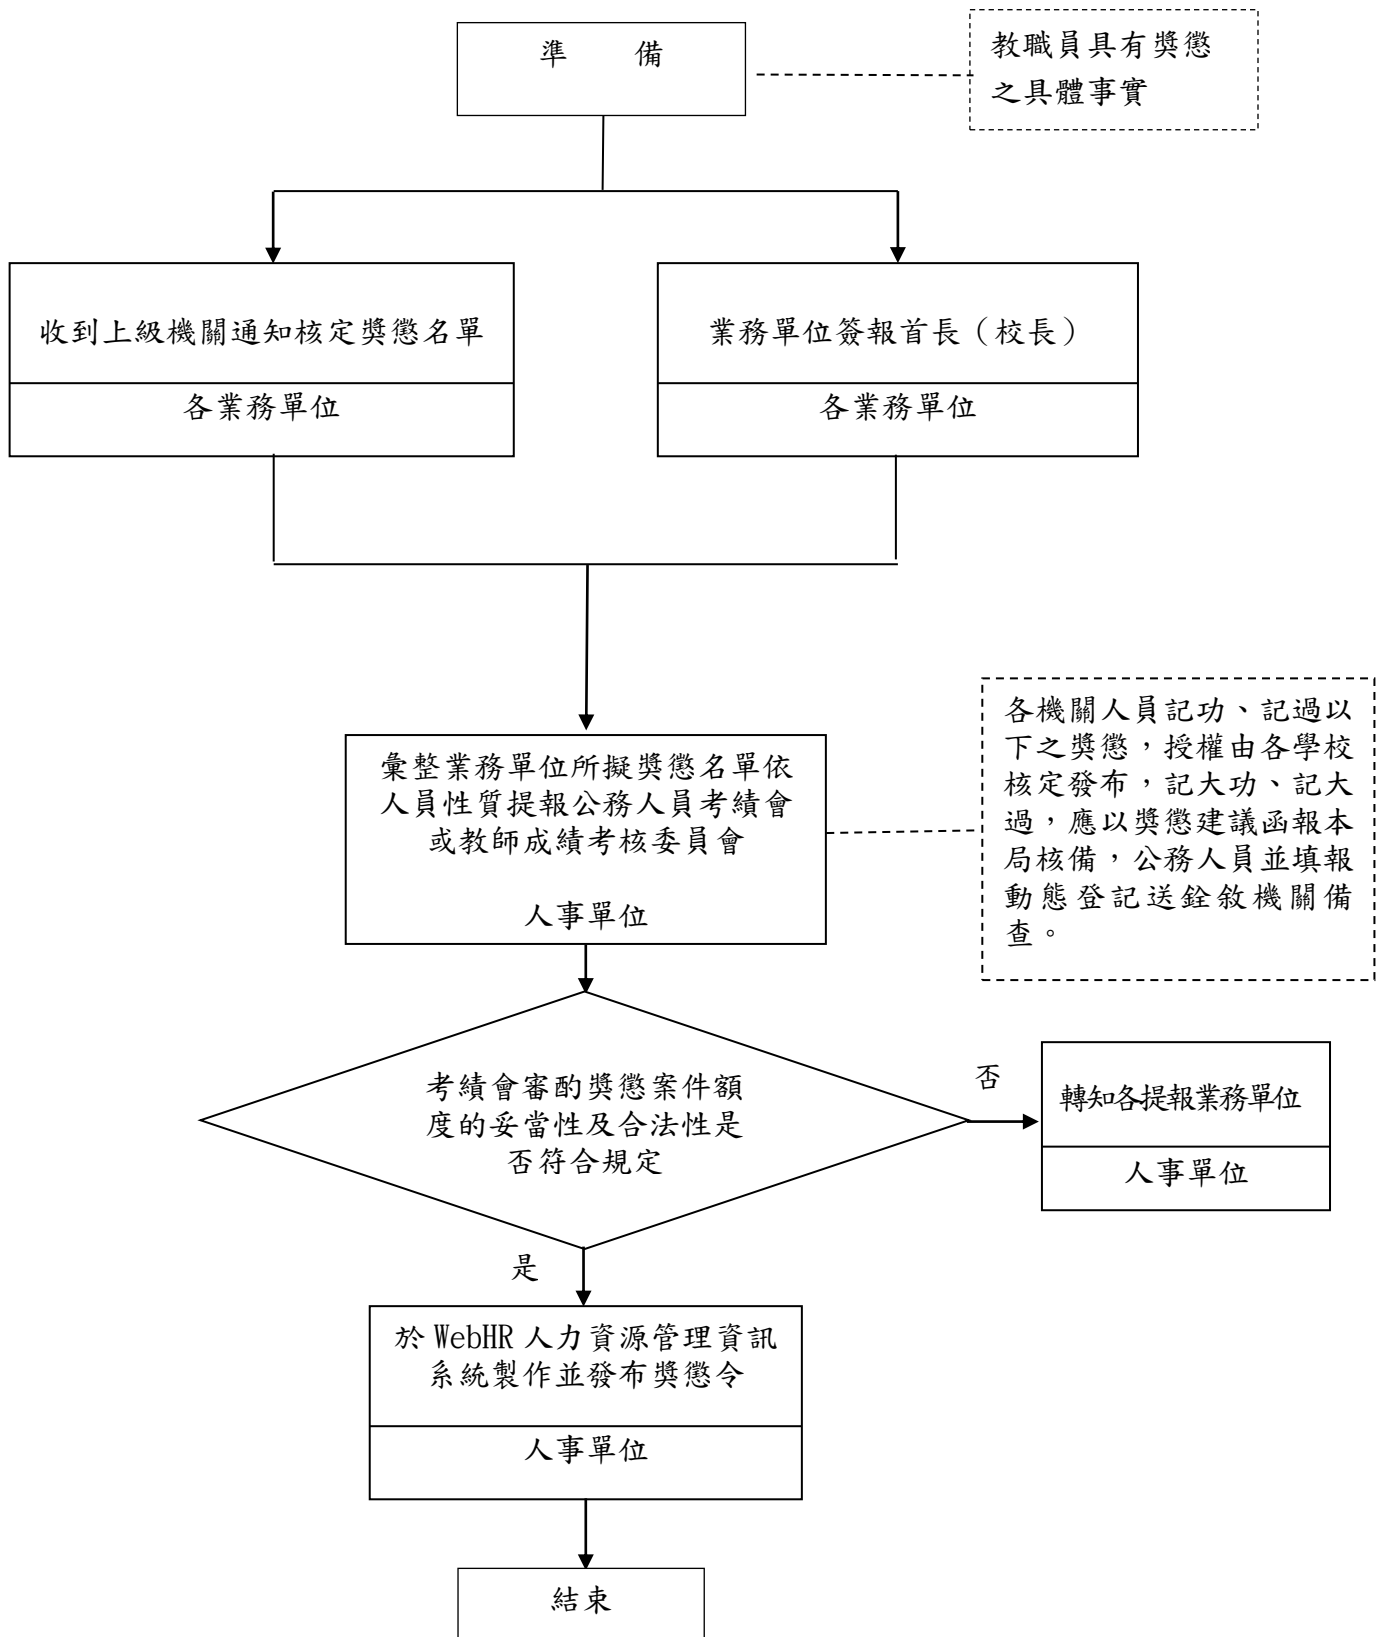 準　　備
教職員具有獎懲
之具體事實
收到上級機關通知核定獎懲名單
各業務單位
業務單位簽報首長（校長）
各業務單位
彙整業務單位所擬獎懲名單依
人員性質提報公務人員考績會
或教師成績考核委員會
人事單位
各機關人員記功、記過以
下之獎懲，授權由各學校
核定發布，記大功、記大
過，應以獎懲建議函報本
局核備，公務人員並填報
動態登記送銓敘機關備
查。
考績會審酌獎懲案件額
度的妥當性及合法性是
否符合規定
否
轉知各提報業務單位
人事單位
是
於 WebHR 人力資源管理資訊
系統製作並發布獎懲令
人事單位
結束